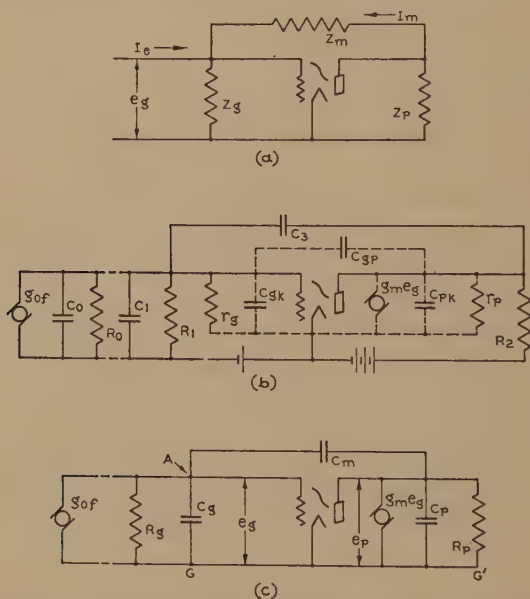 Ie Im
Zm
eg Zg Zp
(a)
C3
Cgp
gof C0 R0 C1 R1 rg Cgk gmeg Cpk rp R2
(b)
A Cm
gof Rg Cg eg ep gmeg Cp Rp
G G'
(c)